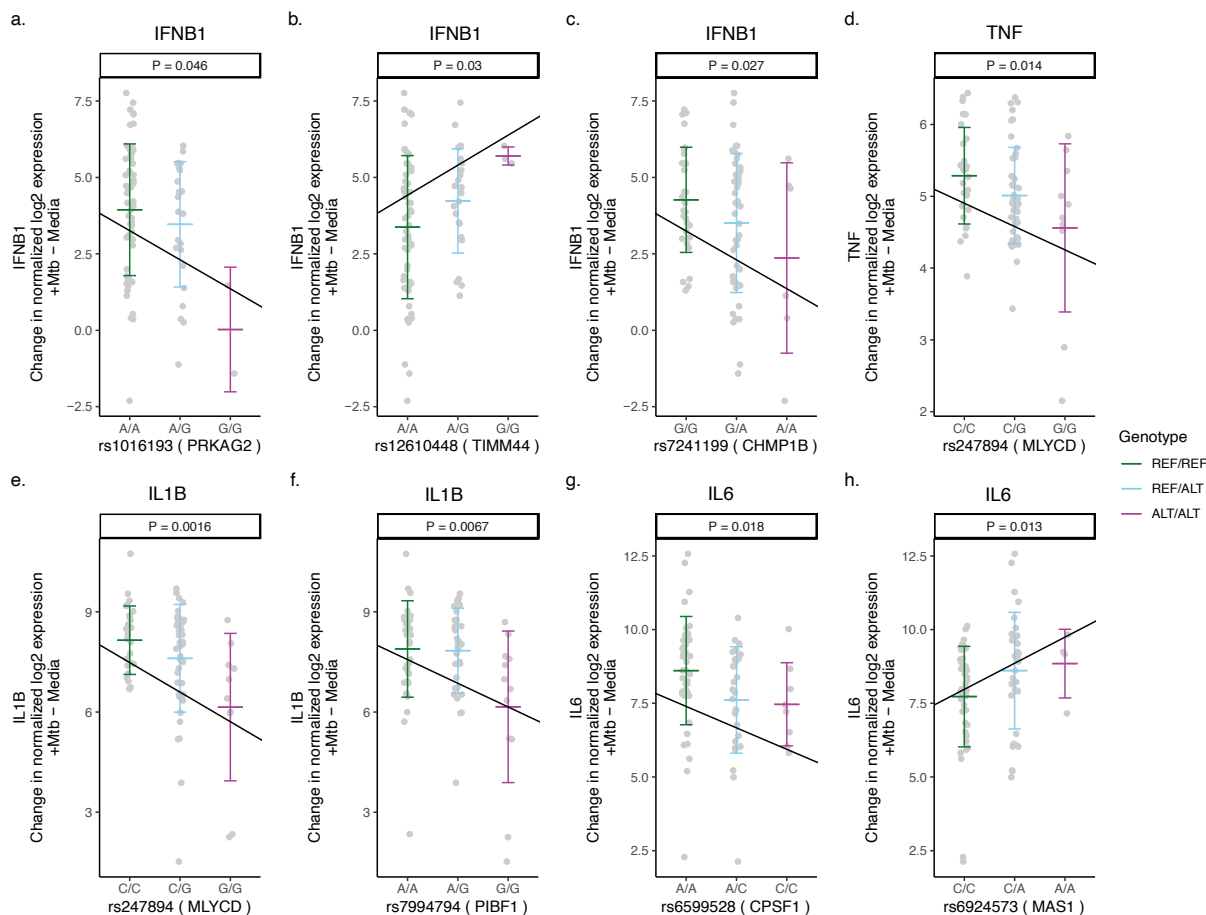 a.
IFNB1
P = 0.046
IFNB1
Change in normalized log2 expression
+Mtb − Media
7.5
5.0
2.5
0.0
−2.5
A/A A/G G/G
rs1016193 ( PRKAG2 )
b.
IFNB1
P = 0.03
IFNB1
Change in normalized log2 expression
+Mtb − Media
7.5
5.0
2.5
0.0
−2.5
A/A A/G G/G
rs12610448 ( TIMM44 )
c.
IFNB1
P = 0.027
IFNB1
Change in normalized log2 expression
+Mtb − Media
7.5
5.0
2.5
0.0
−2.5
G/G G/A A/A
rs7241199 ( CHMP1B )
d.
TNF
P = 0.014
TNF
Change in normalized log2 expression
+Mtb − Media
6
5
4
3
2
C/C C/G G/G
rs247894 ( MLYCD )
Genotype
REF/REF
REF/ALT
ALT/ALT
e.
IL1B
P = 0.0016
IL1B
Change in normalized log2 expression
+Mtb − Media
9
6
3
C/C C/G G/G
rs247894 ( MLYCD )
f.
IL1B
P = 0.0067
IL1B
Change in normalized log2 expression
+Mtb − Media
9
6
3
A/A A/G G/G
rs7994794 ( PIBF1 )
g.
IL6
P = 0.018
IL6
Change in normalized log2 expression
+Mtb − Media
12.5
10.0
7.5
5.0
2.5
A/A A/C C/C
rs6599528 ( CPSF1 )
h.
IL6
P = 0.013
IL6
Change in normalized log2 expression
+Mtb − Media
12.5
10.0
7.5
5.0
2.5
C/C C/A A/A
rs6924573 ( MAS1 )